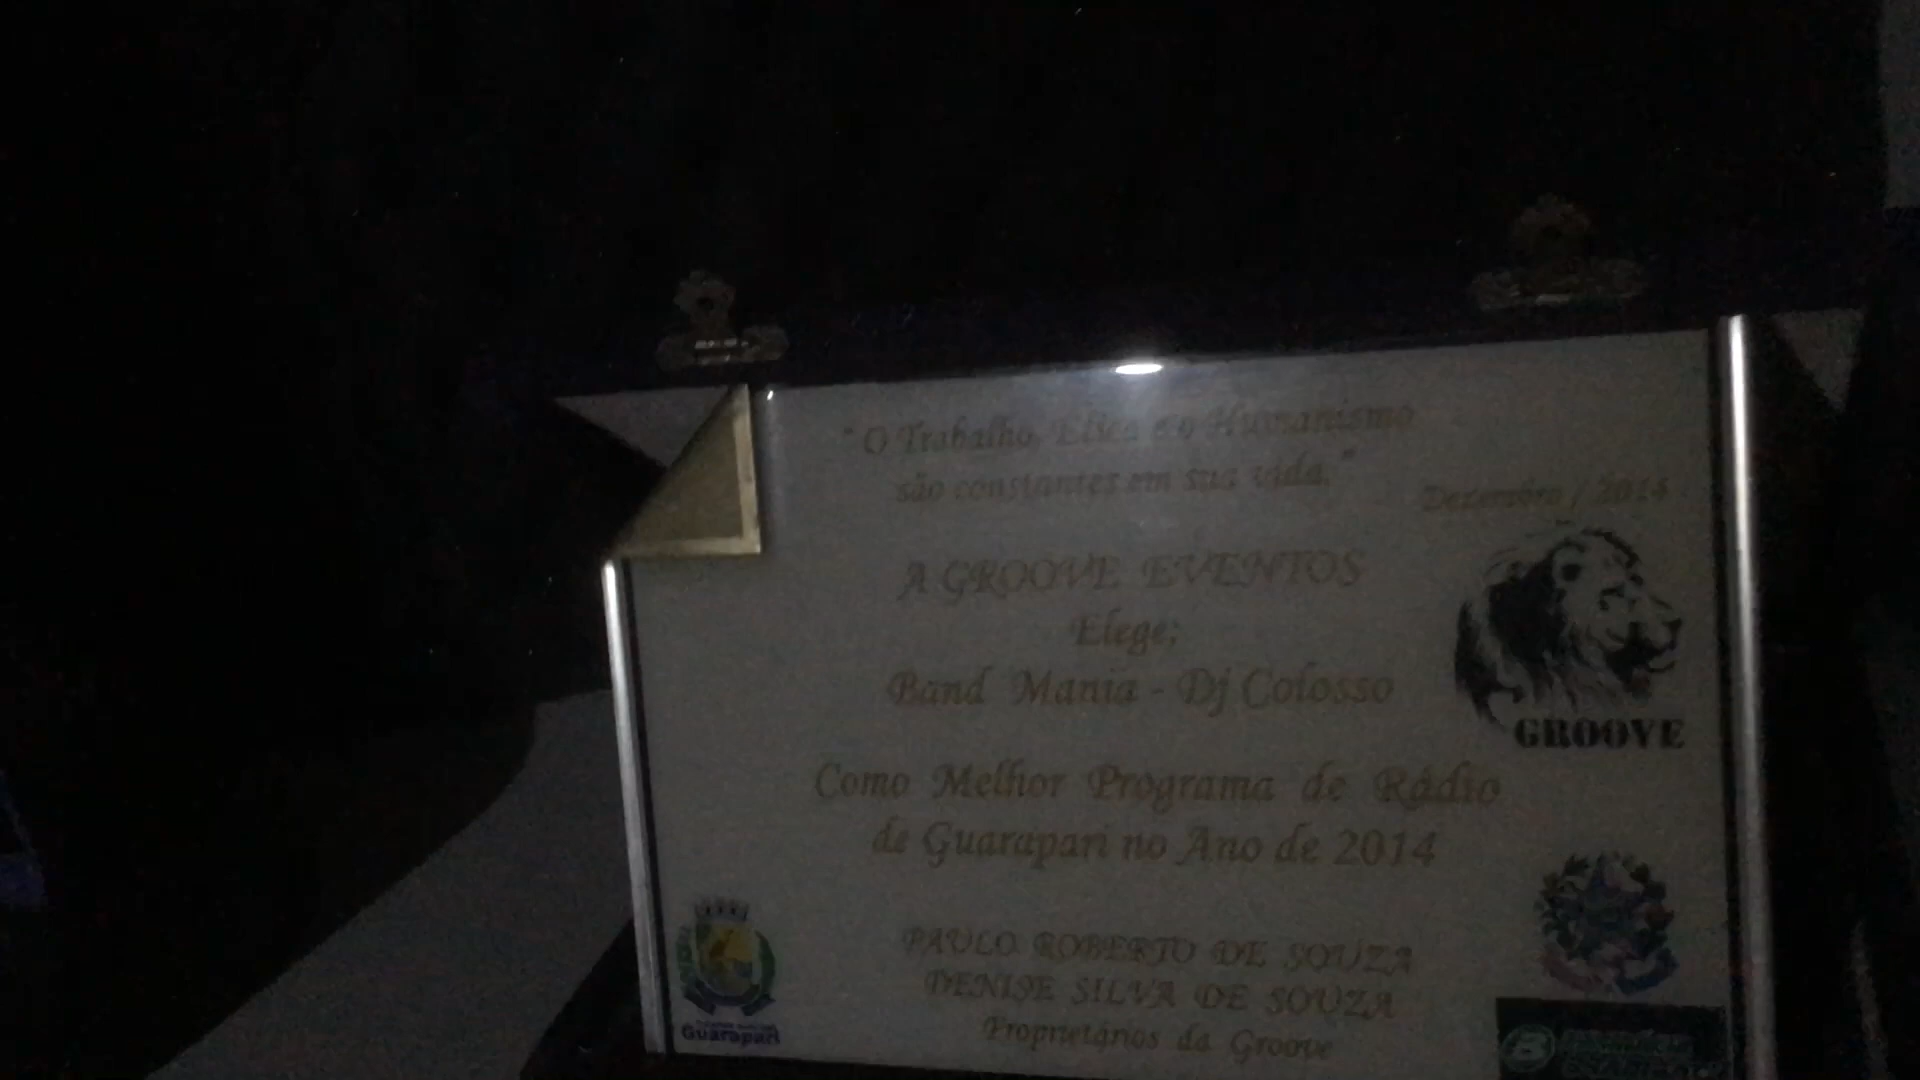 "O Trabalho, Ética e o Humanismo
são constantes em sua vida."
Dezembro / 2014
A GROOVE EVENTOS
Elege:
Band Mania - Dj Colosso
GROOVE
Como Melhor Programa de Rádio
de Guarapari no Ano de 2014
PAULO ROBERTO DE SOUZA
DENISE SILVA DE SOUZA
Proprietários da Groove
Guarapari